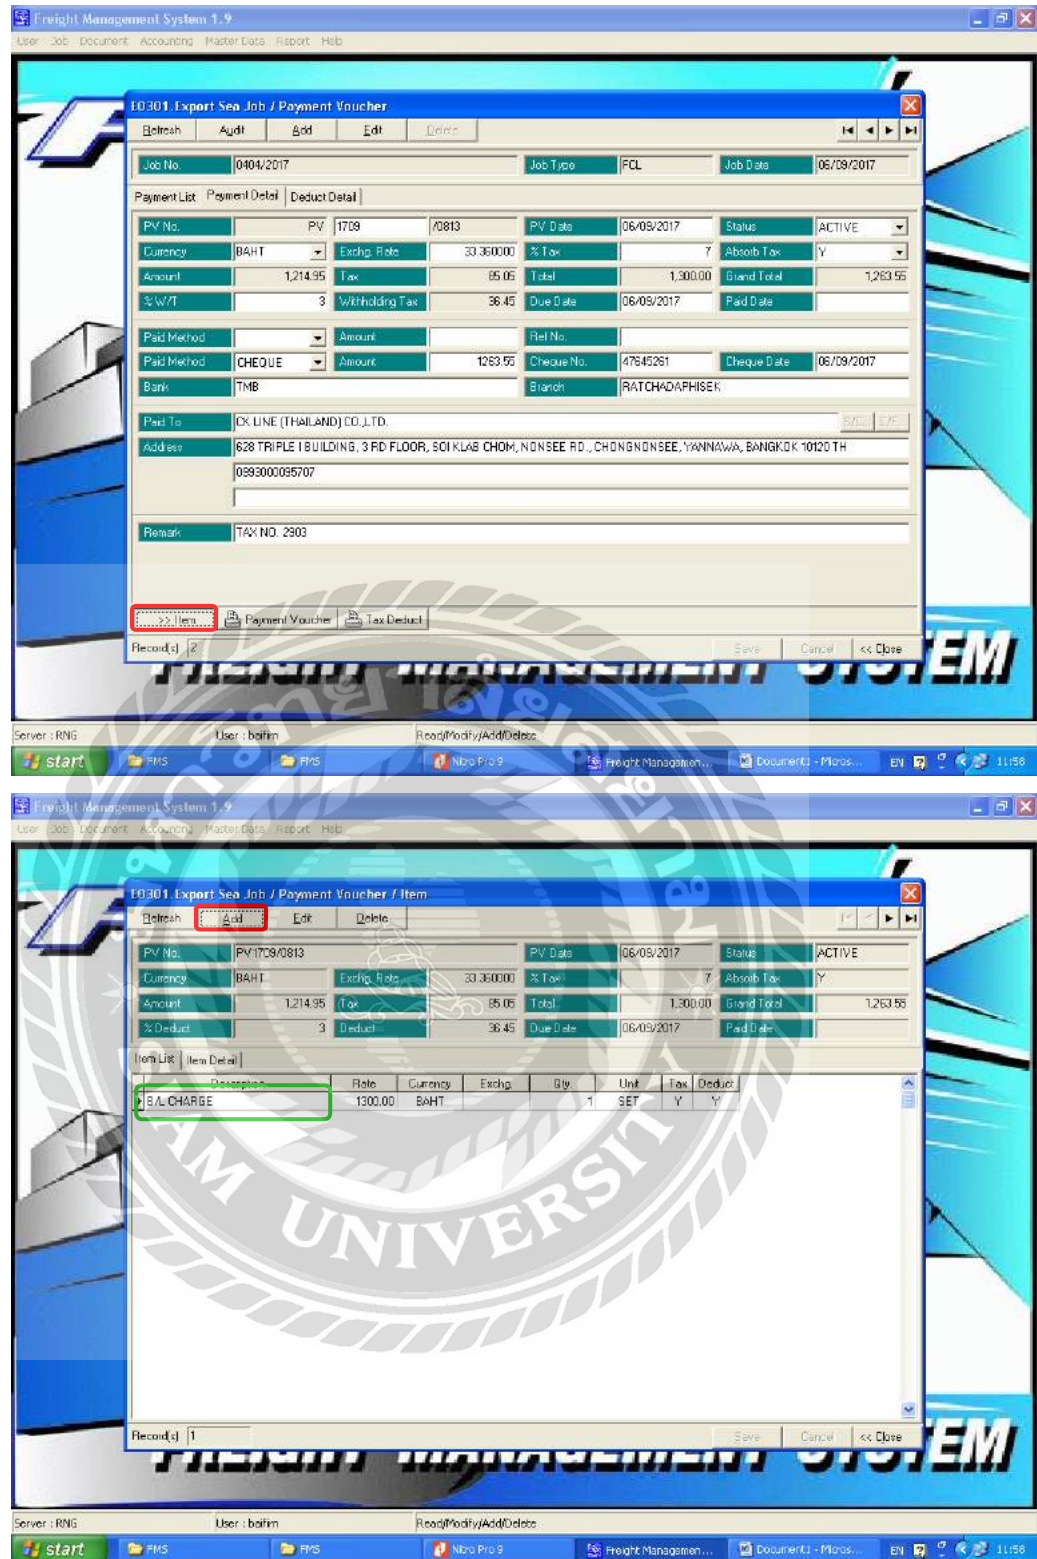 Freight Management System 1.9
User Job Document Accounting Master Data Report Help
E0301.Export Sea Job / Payment Voucher
Refresh Audit Add Edit Delete
Job No. 0404/2017 Job Type FCL Job Date 06/09/2017
Payment List Payment Detail Deduct Detail
PV No. PV 1709 /0813 PV Date 06/09/2017 Status ACTIVE
Currency BAHT Exchg. Rate 33.360000 % Tax 7 Absorb Tax Y
Amount 1,214.95 Tax 85.05 Total 1,300.00 Grand Total 1,263.55
% W/T 3 Withholding Tax 36.45 Due Date 06/09/2017 Paid Date
Paid Method Amount Ref No.
Paid Method CHEQUE Amount 1263.55 Cheque No. 47645261 Cheque Date 06/09/2017
Bank TMB Branch RATCHADAPHISEK
Paid To CK LINE (THAILAND) CO.,LTD.
Address 628 TRIPLE I BUILDING, 3 RD FLOOR, SOI KLAB CHOM, NONSEE RD., CHONGNONSEE, YANNAWA, BANGKOK 10120 TH
0993000095707
Remark TAX NO. 2903
>> Item Payment Voucher Tax Deduct
Record(s) 2 Save Cancel << Close
FREIGHT MANAGEMENT SYSTEM
Server : RNG User : baifirn Read/Modify/Add/Delete
start FMS FMS Nitro Pro 9 Freight Managemen... Document1 - Micros... EN 11:58
Freight Management System 1.9
User Job Document Accounting Master Data Report Help
E0301.Export Sea Job / Payment Voucher / Item
Refresh Add Edit Delete
PV No. PV1709/0813 PV Date 06/09/2017 Status ACTIVE
Currency BAHT Exchg. Rate 33.360000 % Tax 7 Absorb Tax Y
Amount 1,214.95 Tax 85.05 Total 1,300.00 Grand Total 1,263.55
% Deduct 3 Deduct 36.45 Due Date 06/09/2017 Paid Date
Item List Item Detail
Description Rate Currency Exchg. Qty. Unit Tax Deduct
B/L CHARGE 1300.00 BAHT 1 SET Y Y
UNIVERSITY
Record(s) 1 Save Cancel << Close
FREIGHT MANAGEMENT SYSTEM
Server : RNG User : baifirn Read/Modify/Add/Delete
start FMS FMS Nitro Pro 9 Freight Managemen... Document1 - Micros... EN 11:58